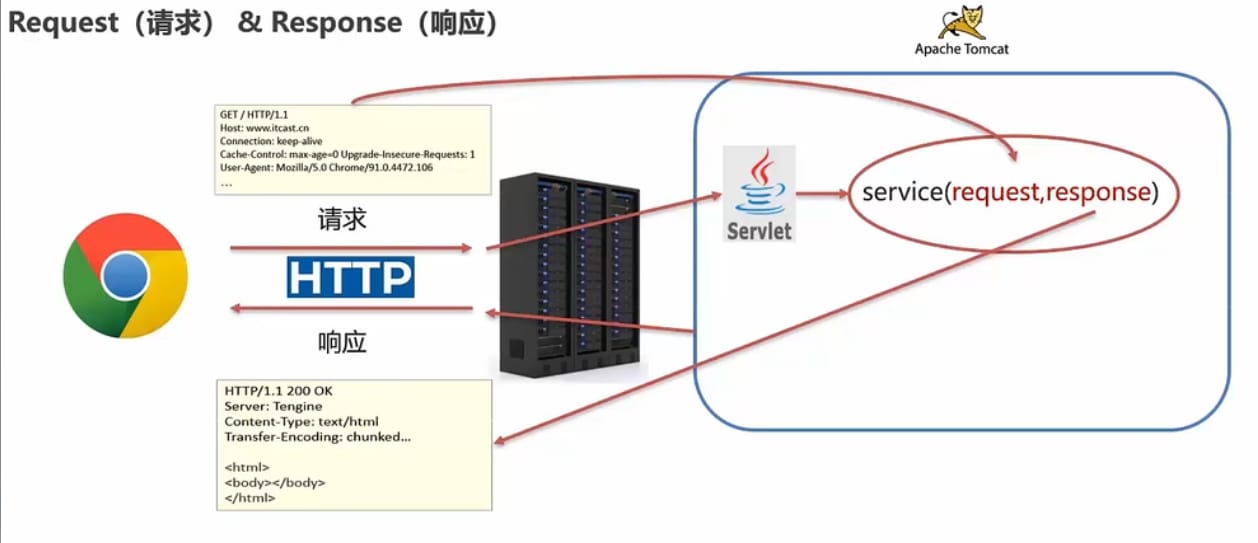 Request（请求） & Response（响应）
Apache Tomcat
GET / HTTP/1.1
Host: www.itcast.cn
Connection: keep-alive
Cache-Control: max-age=0 Upgrade-Insecure-Requests: 1
User-Agent: Mozilla/5.0 Chrome/91.0.4472.106
...
请求
HTTP
响应
Servlet
service(request,response)
HTTP/1.1 200 OK
Server: Tengine
Content-Type: text/html
Transfer-Encoding: chunked...
<html>
<body></body>
</html>